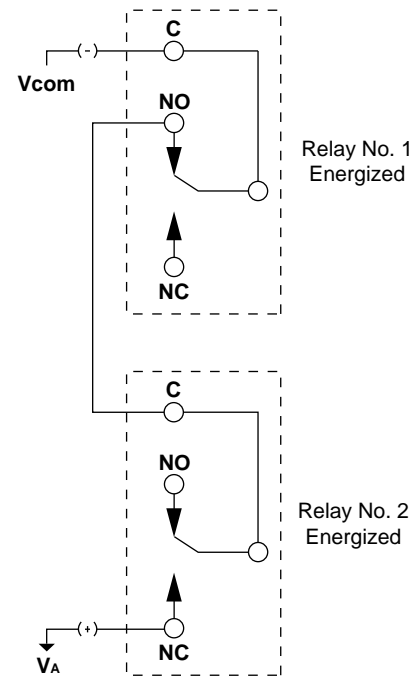 C
(-)
Vcom
NO
Relay No. 1
Energized
NC
C
NO
Relay No. 2
Energized
(+)
NC
VA